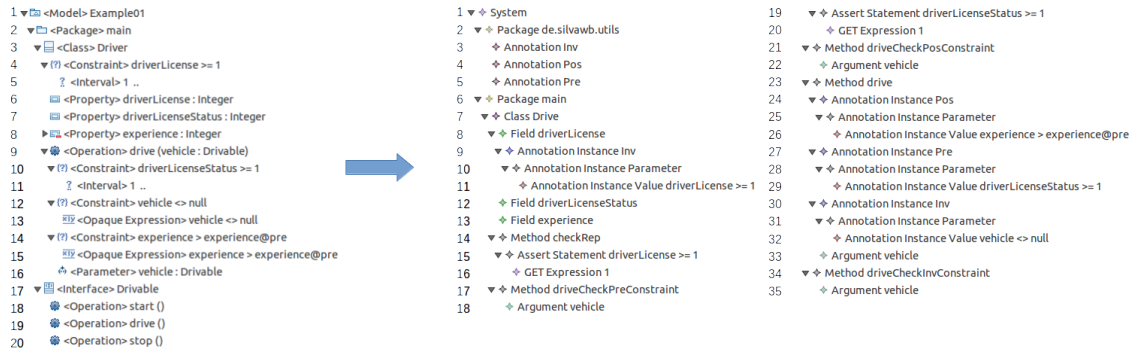 1 <Model> Example01
2 <Package> main
3 <Class> Driver
4 <Constraint> driverLicense >= 1
5 <Interval> 1 ..
6 <Property> driverLicense : Integer
7 <Property> driverLicenseStatus : Integer
8 <Property> experience : Integer
9 <Operation> drive (vehicle : Drivable)
10 <Constraint> driverLicenseStatus >= 1
11 <Interval> 1 ..
12 <Constraint> vehicle <> null
13 <Opaque Expression> vehicle <> null
14 <Constraint> experience > experience@pre
15 <Opaque Expression> experience > experience@pre
16 <Parameter> vehicle : Drivable
17 <Interface> Drivable
18 <Operation> start ()
19 <Operation> drive ()
20 <Operation> stop ()
1 System
2 Package de.silvawb.utils
3 Annotation Inv
4 Annotation Pos
5 Annotation Pre
6 Package main
7 Class Drive
8 Field driverLicense
9 Annotation Instance Inv
10 Annotation Instance Parameter
11 Annotation Instance Value driverLicense >= 1
12 Field driverLicenseStatus
13 Field experience
14 Method checkRep
15 Assert Statement driverLicense >= 1
16 GET Expression 1
17 Method driveCheckPreConstraint
18 Argument vehicle
19 Assert Statement driverLicenseStatus >= 1
20 GET Expression 1
21 Method driveCheckPosConstraint
22 Argument vehicle
23 Method drive
24 Annotation Instance Pos
25 Annotation Instance Parameter
26 Annotation Instance Value experience > experience@pre
27 Annotation Instance Pre
28 Annotation Instance Parameter
29 Annotation Instance Value driverLicenseStatus >= 1
30 Annotation Instance Inv
31 Annotation Instance Parameter
32 Annotation Instance Value vehicle <> null
33 Argument vehicle
34 Method driveCheckInvConstraint
35 Argument vehicle